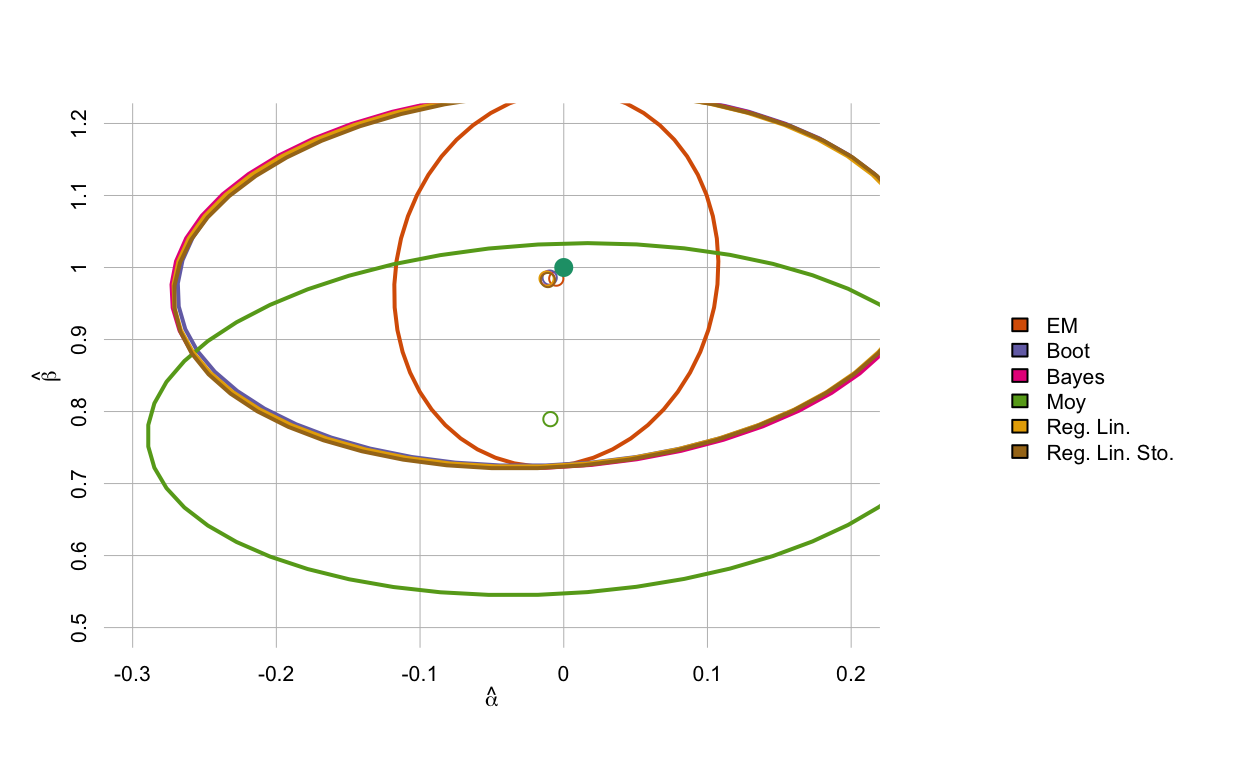 1.2
1.1
1
0.9
0.8
0.7
0.6
0.5
β̂
-0.3 -0.2 -0.1 0 0.1 0.2
α̂
EM
Boot
Bayes
Moy
Reg. Lin.
Reg. Lin. Sto.